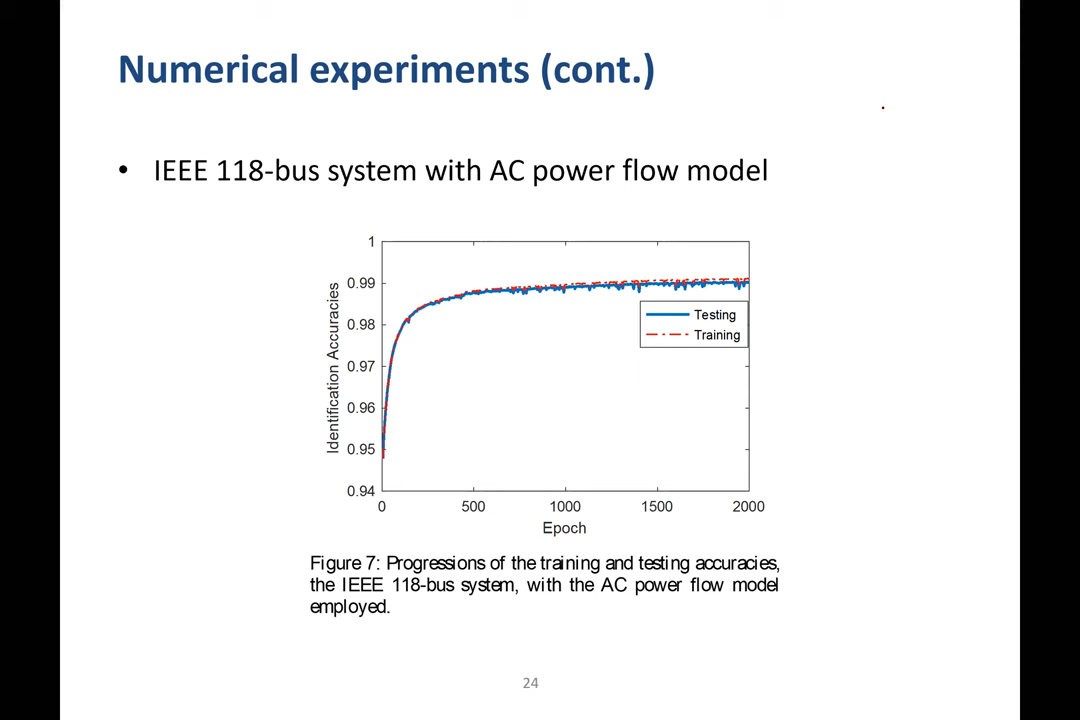 Numerical experiments (cont.)
• IEEE 118-bus system with AC power flow model
1
0.99
0.98
0.97
0.96
0.95
0.94
Identification Accuracies
Testing
Training
0 500 1000 1500 2000
Epoch
Figure 7: Progressions of the training and testing accuracies,
the IEEE 118-bus system, with the AC power flow model
employed.
24